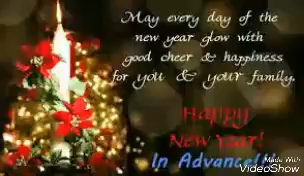 May every day of the
new year glow with
good cheer & happiness
for you & your family.
Happy
New Year!
In Advance!!!
Made With
VideoShow